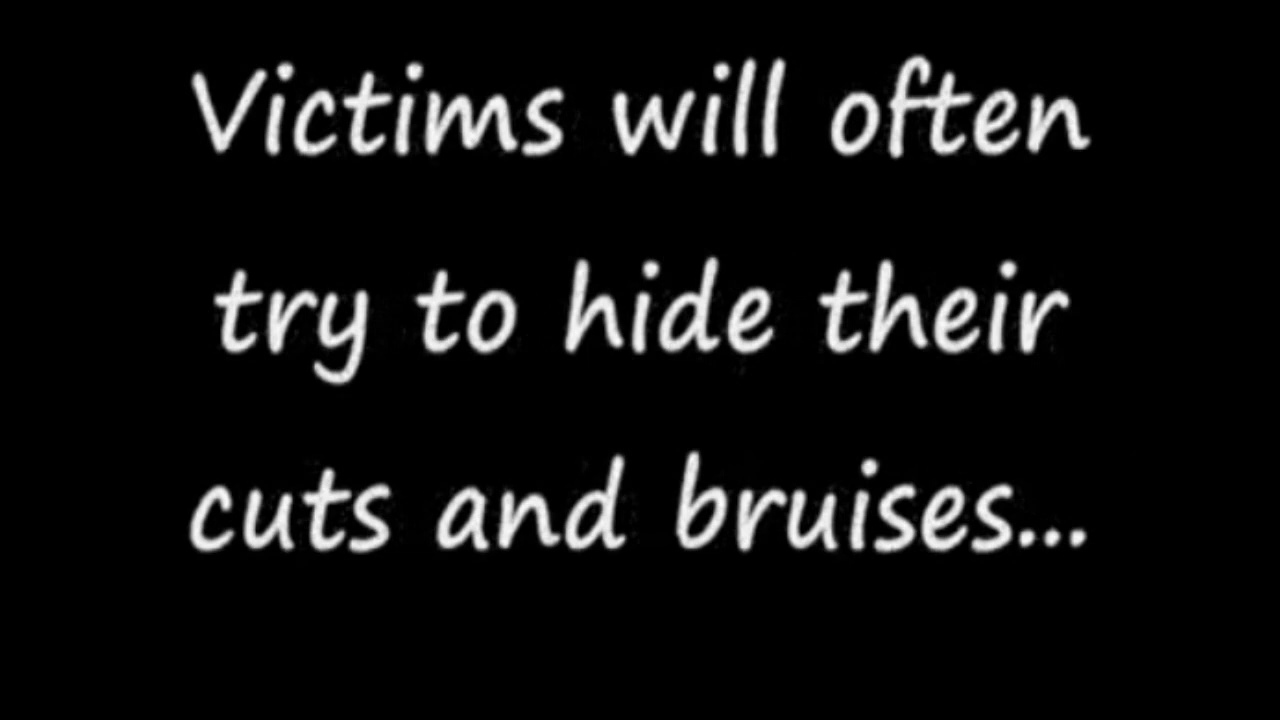 Victims will often
try to hide their
cuts and bruises...